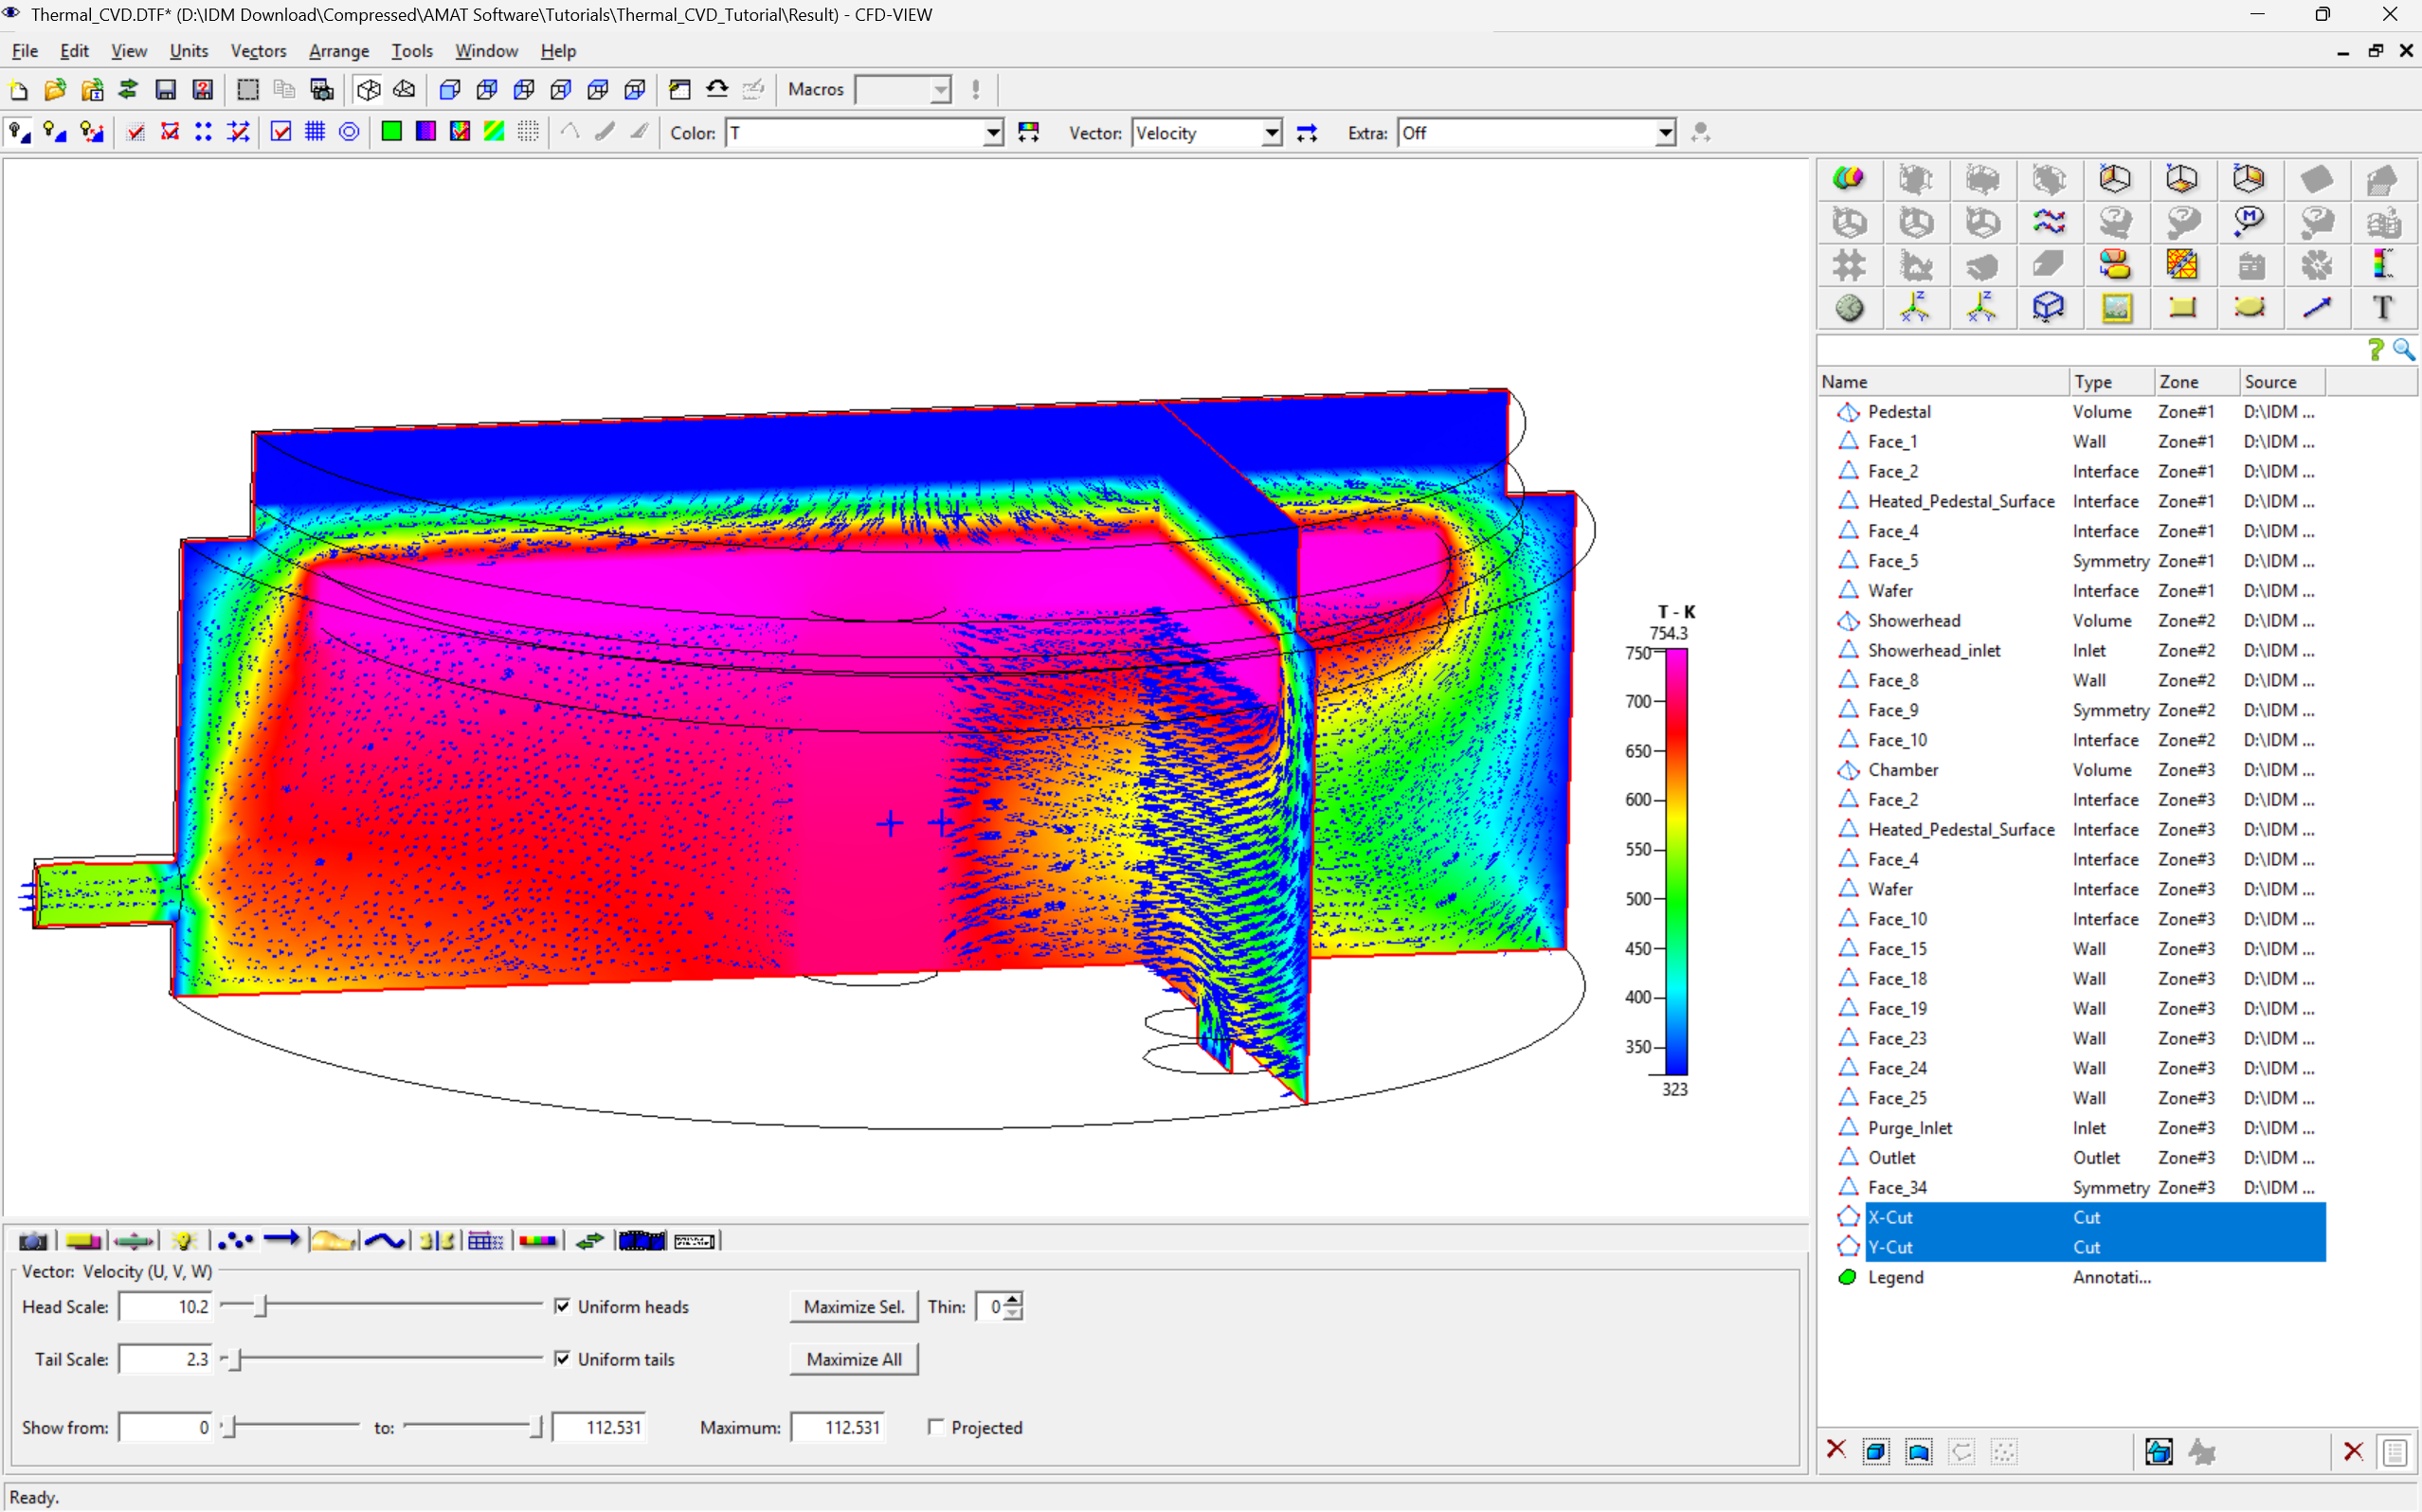 Thermal_CVD.DTF* (D:\IDM Download\Compressed\AMAT Software\Tutorials\Thermal_CVD_Tutorial\Result) - CFD-VIEW
File Edit View Units Vectors Arrange Tools Window Help
Macros
Color: T Vector: Velocity Extra: Off
T - K
754.3
750
700
650
600
550
500
450
400
350
323
Name Type Zone Source
Pedestal Volume Zone#1 D:\IDM ...
Face_1 Wall Zone#1 D:\IDM ...
Face_2 Interface Zone#1 D:\IDM ...
Heated_Pedestal_Surface Interface Zone#1 D:\IDM ...
Face_4 Interface Zone#1 D:\IDM ...
Face_5 Symmetry Zone#1 D:\IDM ...
Wafer Interface Zone#1 D:\IDM ...
Showerhead Volume Zone#2 D:\IDM ...
Showerhead_inlet Inlet Zone#2 D:\IDM ...
Face_8 Wall Zone#2 D:\IDM ...
Face_9 Symmetry Zone#2 D:\IDM ...
Face_10 Interface Zone#2 D:\IDM ...
Chamber Volume Zone#3 D:\IDM ...
Face_2 Interface Zone#3 D:\IDM ...
Heated_Pedestal_Surface Interface Zone#3 D:\IDM ...
Face_4 Interface Zone#3 D:\IDM ...
Wafer Interface Zone#3 D:\IDM ...
Face_10 Interface Zone#3 D:\IDM ...
Face_15 Wall Zone#3 D:\IDM ...
Face_18 Wall Zone#3 D:\IDM ...
Face_19 Wall Zone#3 D:\IDM ...
Face_23 Wall Zone#3 D:\IDM ...
Face_24 Wall Zone#3 D:\IDM ...
Face_25 Wall Zone#3 D:\IDM ...
Purge_Inlet Inlet Zone#3 D:\IDM ...
Outlet Outlet Zone#3 D:\IDM ...
Face_34 Symmetry Zone#3 D:\IDM ...
X-Cut Cut
Y-Cut Cut
Legend Annotati...
Vector: Velocity (U, V, W)
Head Scale: 10.2 Uniform heads Maximize Sel. Thin: 0
Tail Scale: 2.3 Uniform tails Maximize All
Show from: 0 to: 112.531 Maximum: 112.531 Projected
Ready.